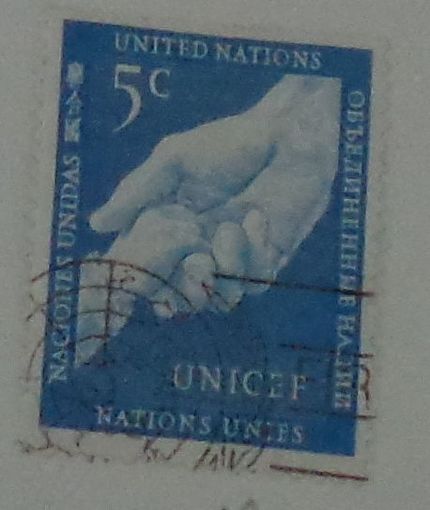 UNITED NATIONS
5c
NACIONES UNIDAS
ОБЪЕДИНЕННЫЕ НАЦИИ
UNICEF
NATIONS UNIES